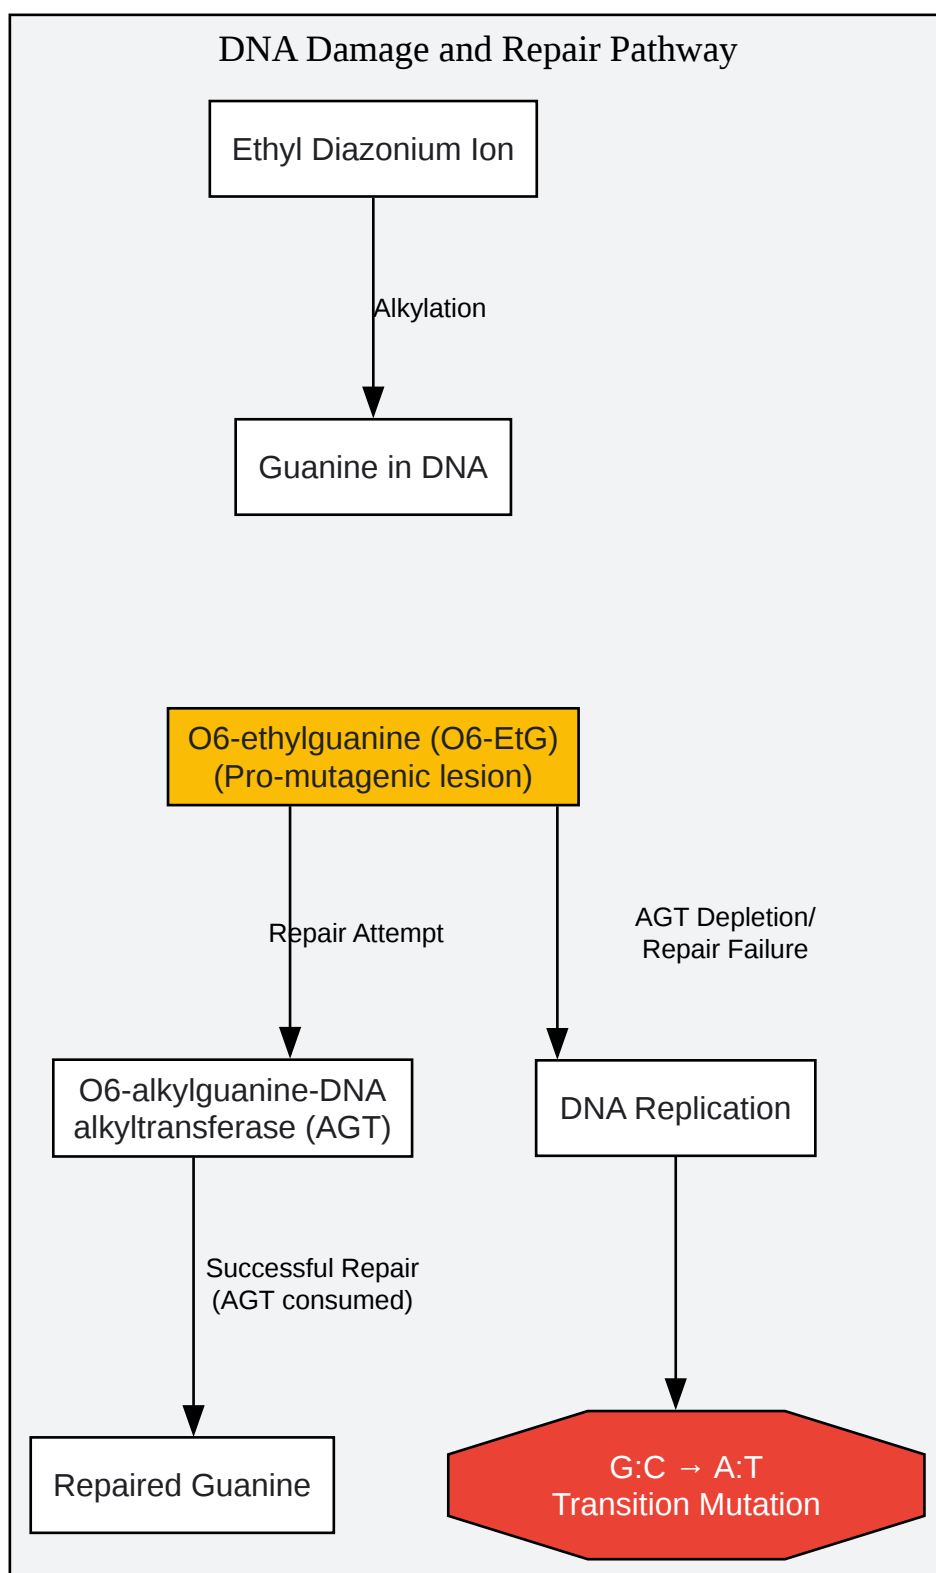 DNA Damage and Repair Pathway
Ethyl Diazonium Ion
Alkylation
Guanine in DNA
O6-ethylguanine (O6-EtG)
(Pro-mutagenic lesion)
Repair Attempt
AGT Depletion/
Repair Failure
O6-alkylguanine-DNA
alkyltransferase (AGT)
DNA Replication
Successful Repair
(AGT consumed)
Repaired Guanine
G:C → A:T
Transition Mutation